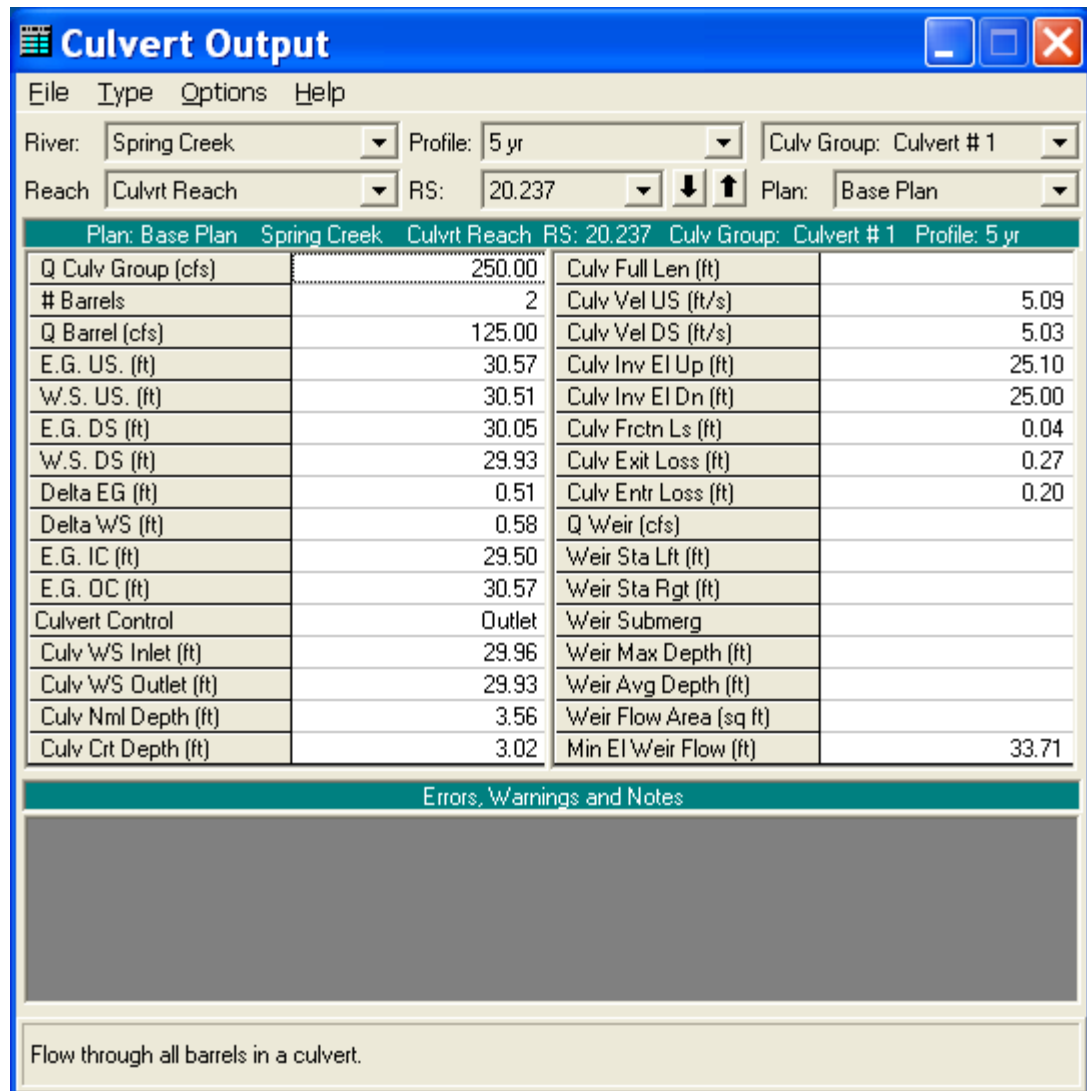 Culvert Output
File Type Options Help
River: Spring Creek Profile: 5 yr Culv Group: Culvert # 1
Reach Culvrt Reach RS: 20.237 Plan: Base Plan
Plan: Base Plan Spring Creek Culvrt Reach RS: 20.237 Culv Group: Culvert # 1 Profile: 5 yr
Q Culv Group (cfs) 250.00 Culv Full Len (ft)
# Barrels 2 Culv Vel US (ft/s) 5.09
Q Barrel (cfs) 125.00 Culv Vel DS (ft/s) 5.03
E.G. US. (ft) 30.57 Culv Inv El Up (ft) 25.10
W.S. US. (ft) 30.51 Culv Inv El Dn (ft) 25.00
E.G. DS (ft) 30.05 Culv Frctn Ls (ft) 0.04
W.S. DS (ft) 29.93 Culv Exit Loss (ft) 0.27
Delta EG (ft) 0.51 Culv Entr Loss (ft) 0.20
Delta WS (ft) 0.58 Q Weir (cfs)
E.G. IC (ft) 29.50 Weir Sta Lft (ft)
E.G. OC (ft) 30.57 Weir Sta Rgt (ft)
Culvert Control Outlet Weir Submerg
Culv WS Inlet (ft) 29.96 Weir Max Depth (ft)
Culv WS Outlet (ft) 29.93 Weir Avg Depth (ft)
Culv Nml Depth (ft) 3.56 Weir Flow Area (sq ft)
Culv Crt Depth (ft) 3.02 Min El Weir Flow (ft) 33.71
Errors, Warnings and Notes
Flow through all barrels in a culvert.